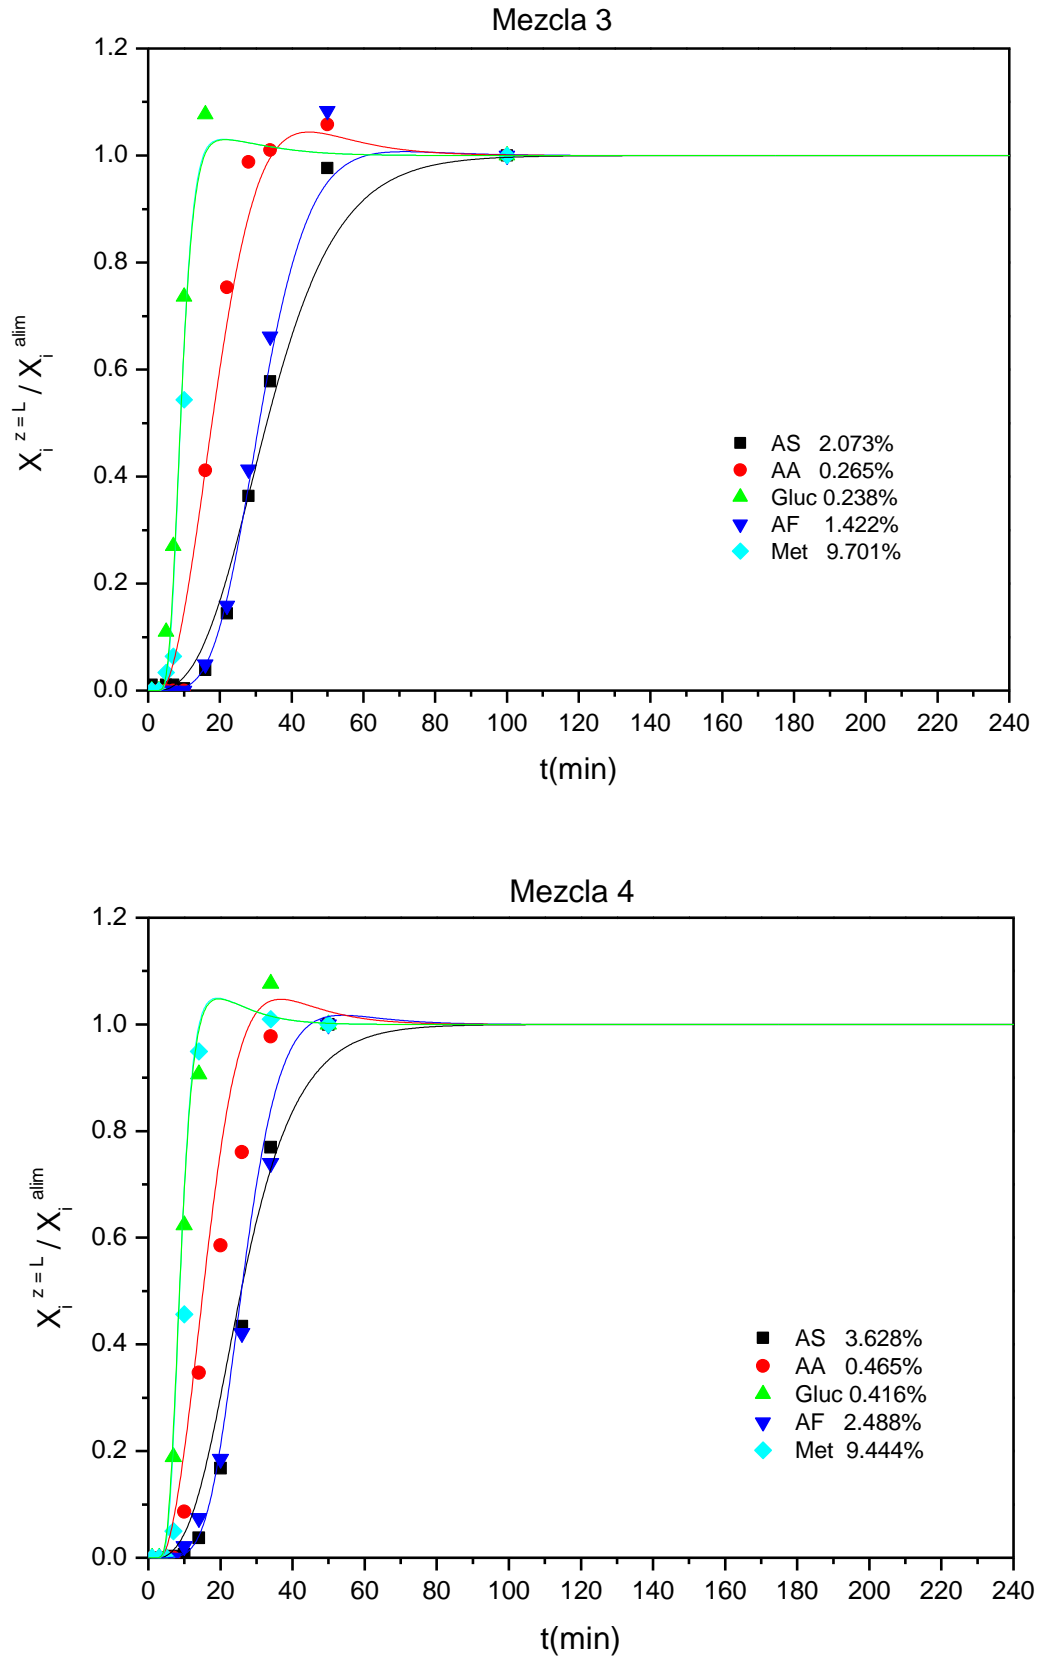 Mezcla 3
1.2
1.0
0.8
0.6
0.4
0.2
0.0
X_i^{z = L} / X_i^{alim}
AS 2.073%
AA 0.265%
Gluc 0.238%
AF 1.422%
Met 9.701%
0 20 40 60 80 100 120 140 160 180 200 220 240
t(min)
Mezcla 4
1.2
1.0
0.8
0.6
0.4
0.2
0.0
X_i^{z = L} / X_i^{alim}
AS 3.628%
AA 0.465%
Gluc 0.416%
AF 2.488%
Met 9.444%
0 20 40 60 80 100 120 140 160 180 200 220 240
t(min)